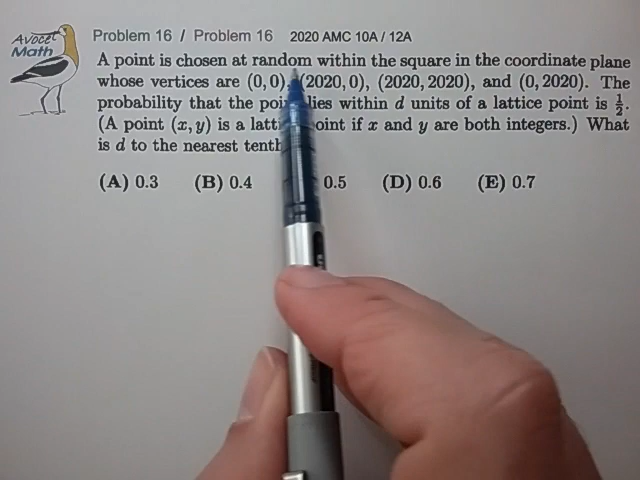 Avocet
Math
Problem 16 / Problem 16 2020 AMC 10A / 12A
A point is chosen at random within the square in the coordinate plane
whose vertices are (0, 0), (2020, 0), (2020, 2020), and (0, 2020). The
probability that the poi lies within d units of a lattice point is 1/2.
(A point (x, y) is a latti oint if x and y are both integers.) What
is d to the nearest tenth
(A) 0.3 (B) 0.4 0.5 (D) 0.6 (E) 0.7